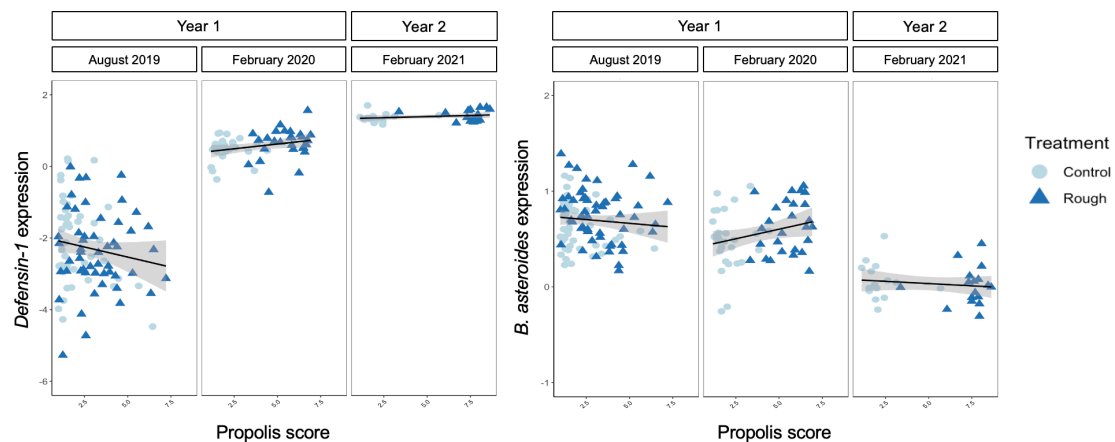 Year 1 Year 2 Year 1 Year 2
August 2019 February 2020 February 2021 August 2019 February 2020 February 2021
2
0
-2
-4
-6
Defensin-1 expression
2.5 5.0 7.5 2.5 5.0 7.5 2.5 5.0 7.5
Propolis score
2
1
0
-1
B. asteroides expression
2.5 5.0 7.5 2.5 5.0 7.5 2.5 5.0 7.5
Propolis score
Treatment
Control
Rough